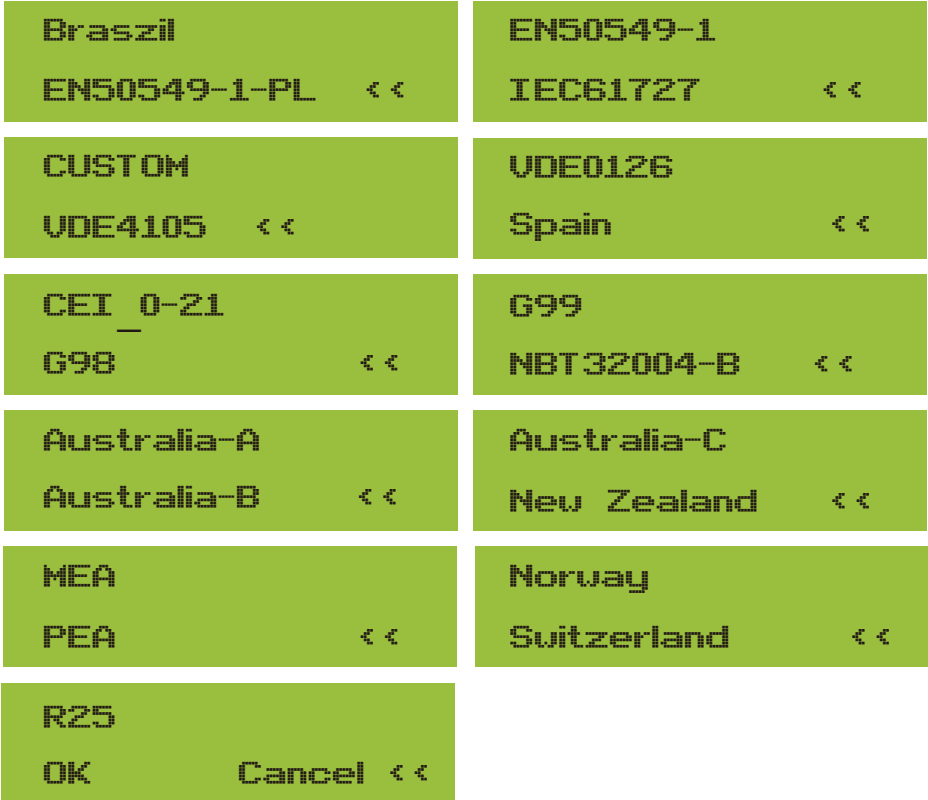 Braszil
EN50549-1-PL <<
EN50549-1
IEC61727 <<
CUSTOM
VDE4105 <<
VDE0126
Spain <<
CEI_0-21
G98 <<
G99
NBT32004-B <<
Australia-A
Australia-B <<
Australia-C
New Zealand <<
MEA
PEA <<
Norway
Switzerland <<
R25
OK Cancel <<